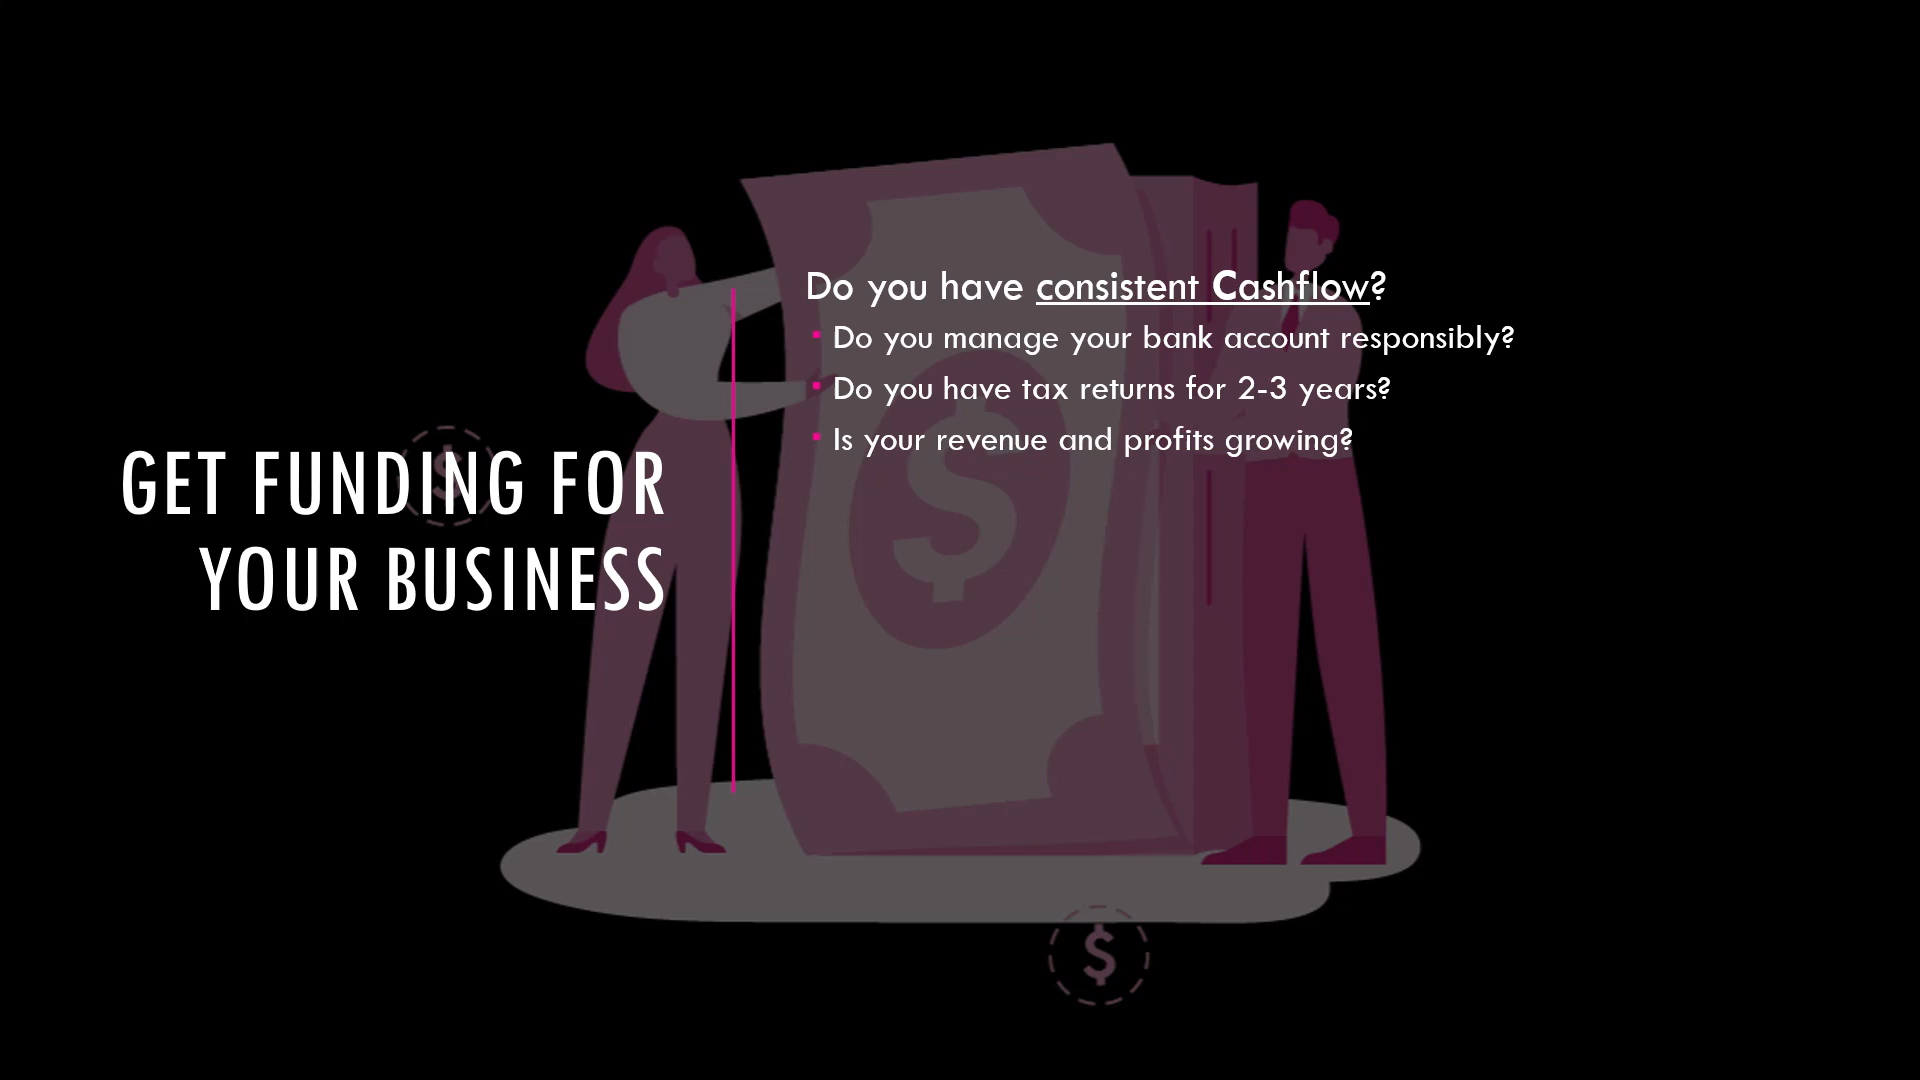 GET FUNDING FOR
YOUR BUSINESS
Do you have consistent Cashflow?
▪ Do you manage your bank account responsibly?
▪ Do you have tax returns for 2-3 years?
▪ Is your revenue and profits growing?
$
$
$